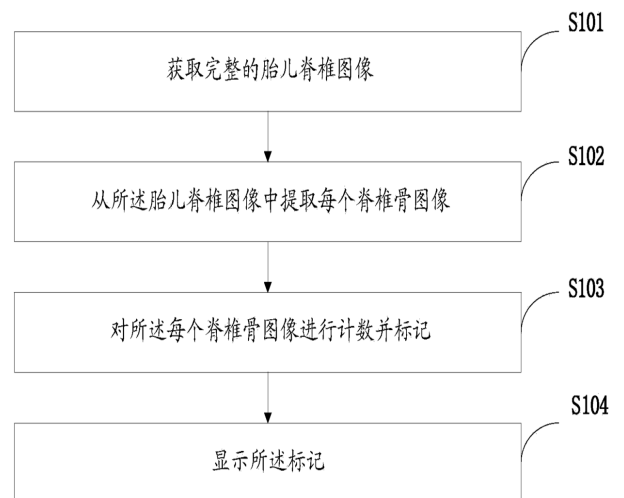 S101
获取完整的胎儿脊椎图像
S102
从所述胎儿脊椎图像中提取每个脊椎骨图像
S103
对所述每个脊椎骨图像进行计数并标记
S104
显示所述标记